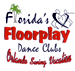 Florida's
Floorplay
Dance Clubs
Orlando Swing Vacation